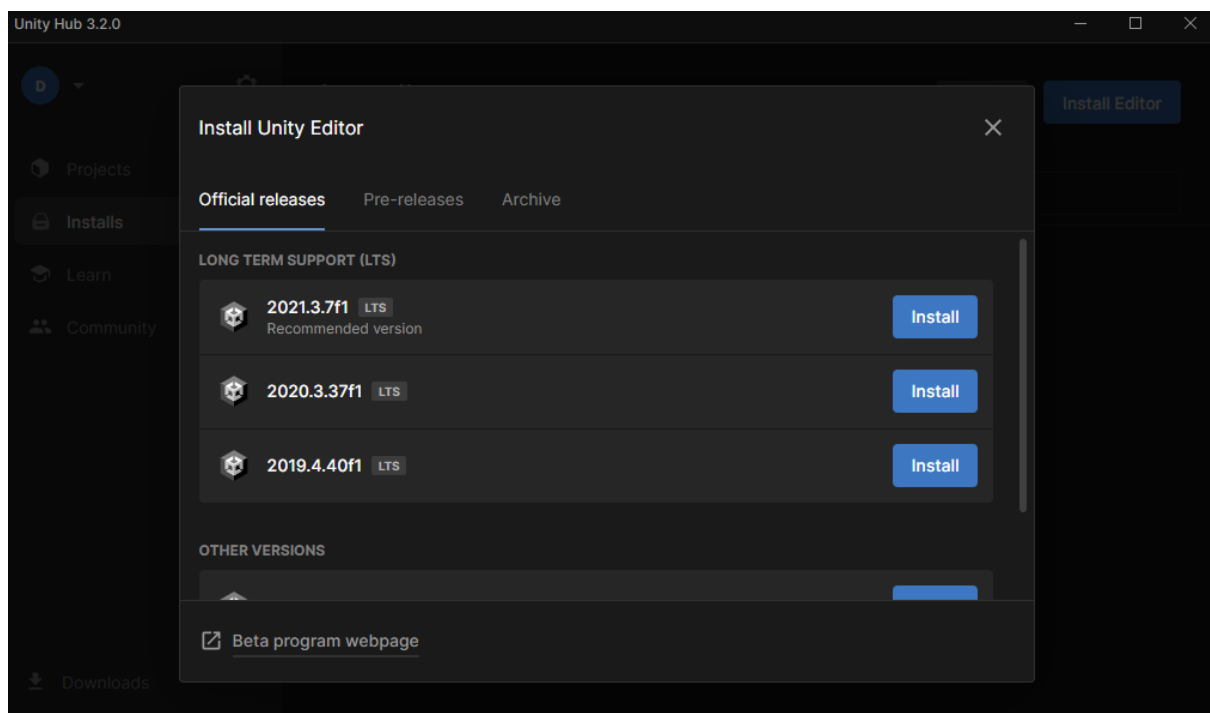 Unity Hub 3.2.0
D
Install Editor
Install Unity Editor
Projects
Official releases Pre-releases Archive
Installs
LONG TERM SUPPORT (LTS)
Learn
2021.3.7f1 LTS
Install
Recommended version
Community
2020.3.37f1 LTS
Install
2019.4.40f1 LTS
Install
OTHER VERSIONS
Beta program webpage
Downloads